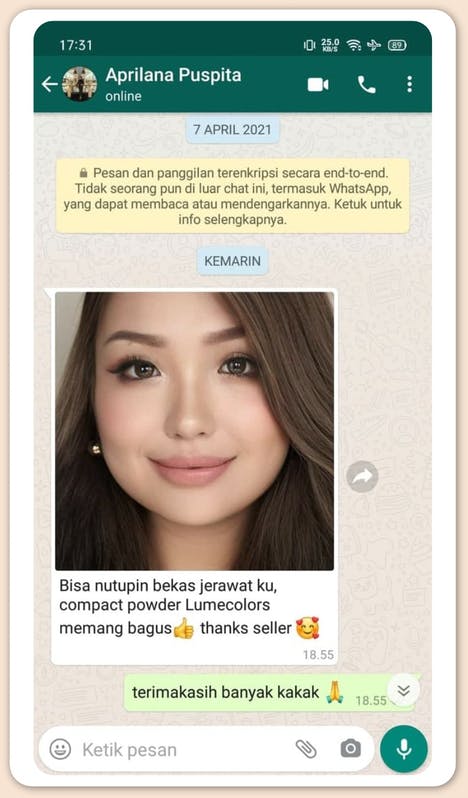 17:31
25.0
KB/S
89
Aprilana Puspita
online
7 APRIL 2021
Pesan dan panggilan terenkripsi secara end-to-end.
Tidak seorang pun di luar chat ini, termasuk WhatsApp,
yang dapat membaca atau mendengarkannya. Ketuk untuk
info selengkapnya.
KEMARIN
Bisa nutupin bekas jerawat ku,
compact powder Lumecolors
memang bagus👍 thanks seller 🥰
18.55
terimakasih banyak kakak 🙏
18.55
Ketik pesan